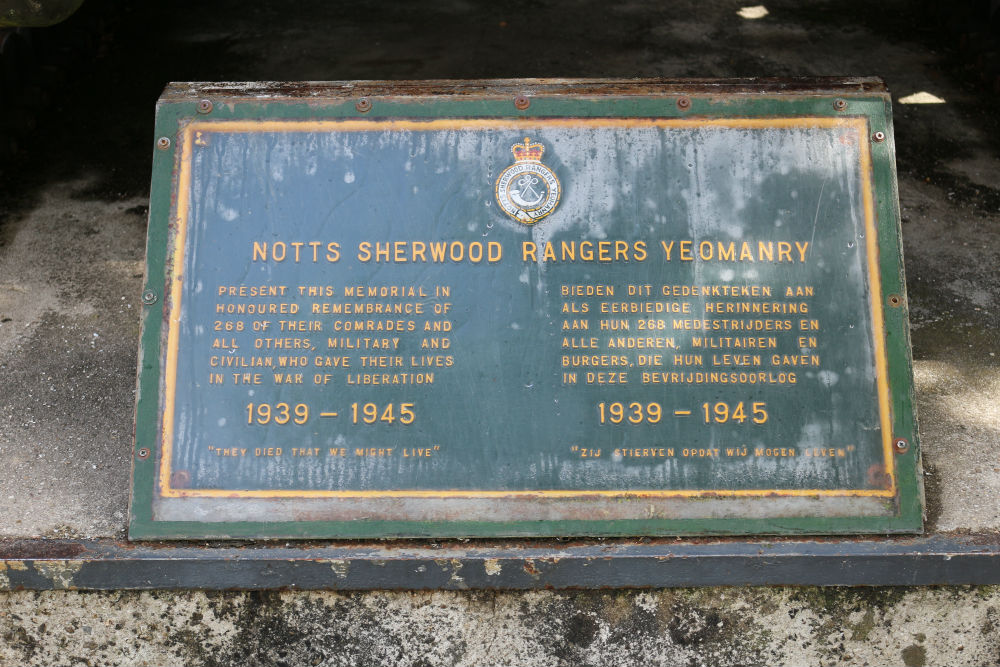 NOTTS SHERWOOD RANGERS YEOMANRY
PRESENT THIS MEMORIAL IN
HONOURED REMEMBRANCE OF
268 OF THEIR COMRADES AND
ALL OTHERS, MILITARY AND
CIVILIAN, WHO GAVE THEIR LIVES
IN THE WAR OF LIBERATION
1939 – 1945
"THEY DIED THAT WE MIGHT LIVE"
BIEDEN DIT GEDENKTEKEN AAN
ALS EERBIEDIGE HERINNERING
AAN HUN 268 MEDESTRIJDERS EN
ALLE ANDEREN, MILITAIREN EN
BURGERS, DIE HUN LEVEN GAVEN
IN DEZE BEVRIJDINGSOORLOG
1939 – 1945
"ZIJ STIERVEN OPDAT WIJ MOGEN LEVEN"